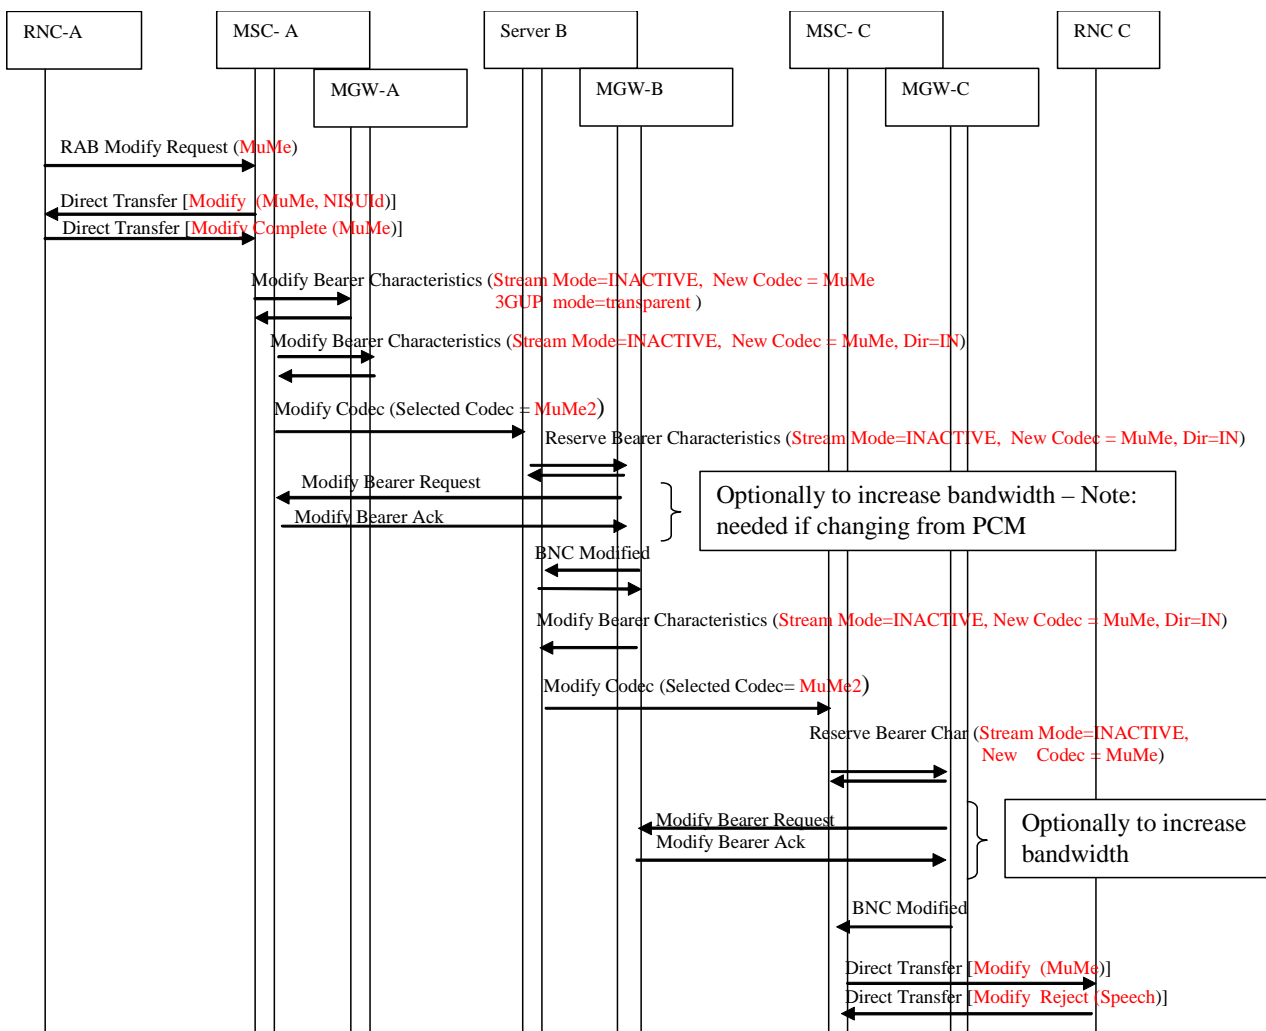 RNC-A
MSC- A
Server B
MSC- C
RNC C
MGW-A
MGW-B
MGW-C
RAB Modify Request (MuMe)
Direct Transfer [Modify (MuMe, NISUId)]
Direct Transfer [Modify Complete (MuMe)]
Modify Bearer Characteristics (Stream Mode=INACTIVE, New Codec = MuMe
3GUP mode=transparent )
Modify Bearer Characteristics (Stream Mode=INACTIVE, New Codec = MuMe, Dir=IN)
Modify Codec (Selected Codec = MuMe2)
Reserve Bearer Characteristics (Stream Mode=INACTIVE, New Codec = MuMe, Dir=IN)
Modify Bearer Request
Modify Bearer Ack
Optionally to increase bandwidth – Note:
needed if changing from PCM
BNC Modified
Modify Bearer Characteristics (Stream Mode=INACTIVE, New Codec = MuMe, Dir=IN)
Modify Codec (Selected Codec= MuMe2)
Reserve Bearer Char (Stream Mode=INACTIVE,
New Codec = MuMe)
Modify Bearer Request
Modify Bearer Ack
Optionally to increase
bandwidth
BNC Modified
Direct Transfer [Modify (MuMe)]
Direct Transfer [Modify Reject (Speech)]